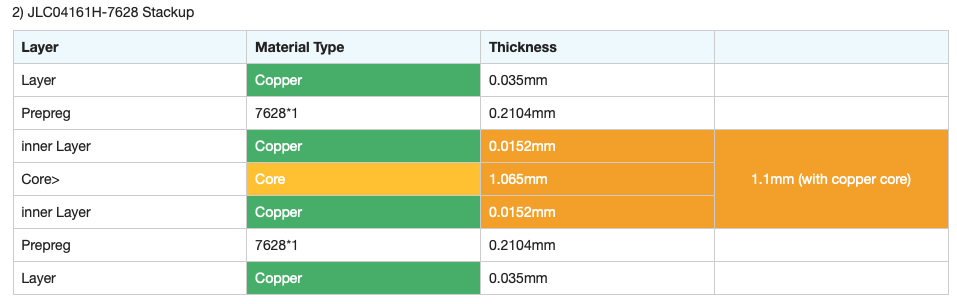 2) JLC04161H-7628 Stackup
Layer Material Type Thickness
Layer Copper 0.035mm
Prepreg 7628*1 0.2104mm
inner Layer Copper 0.0152mm
Core> Core 1.065mm 1.1mm (with copper core)
inner Layer Copper 0.0152mm
Prepreg 7628*1 0.2104mm
Layer Copper 0.035mm